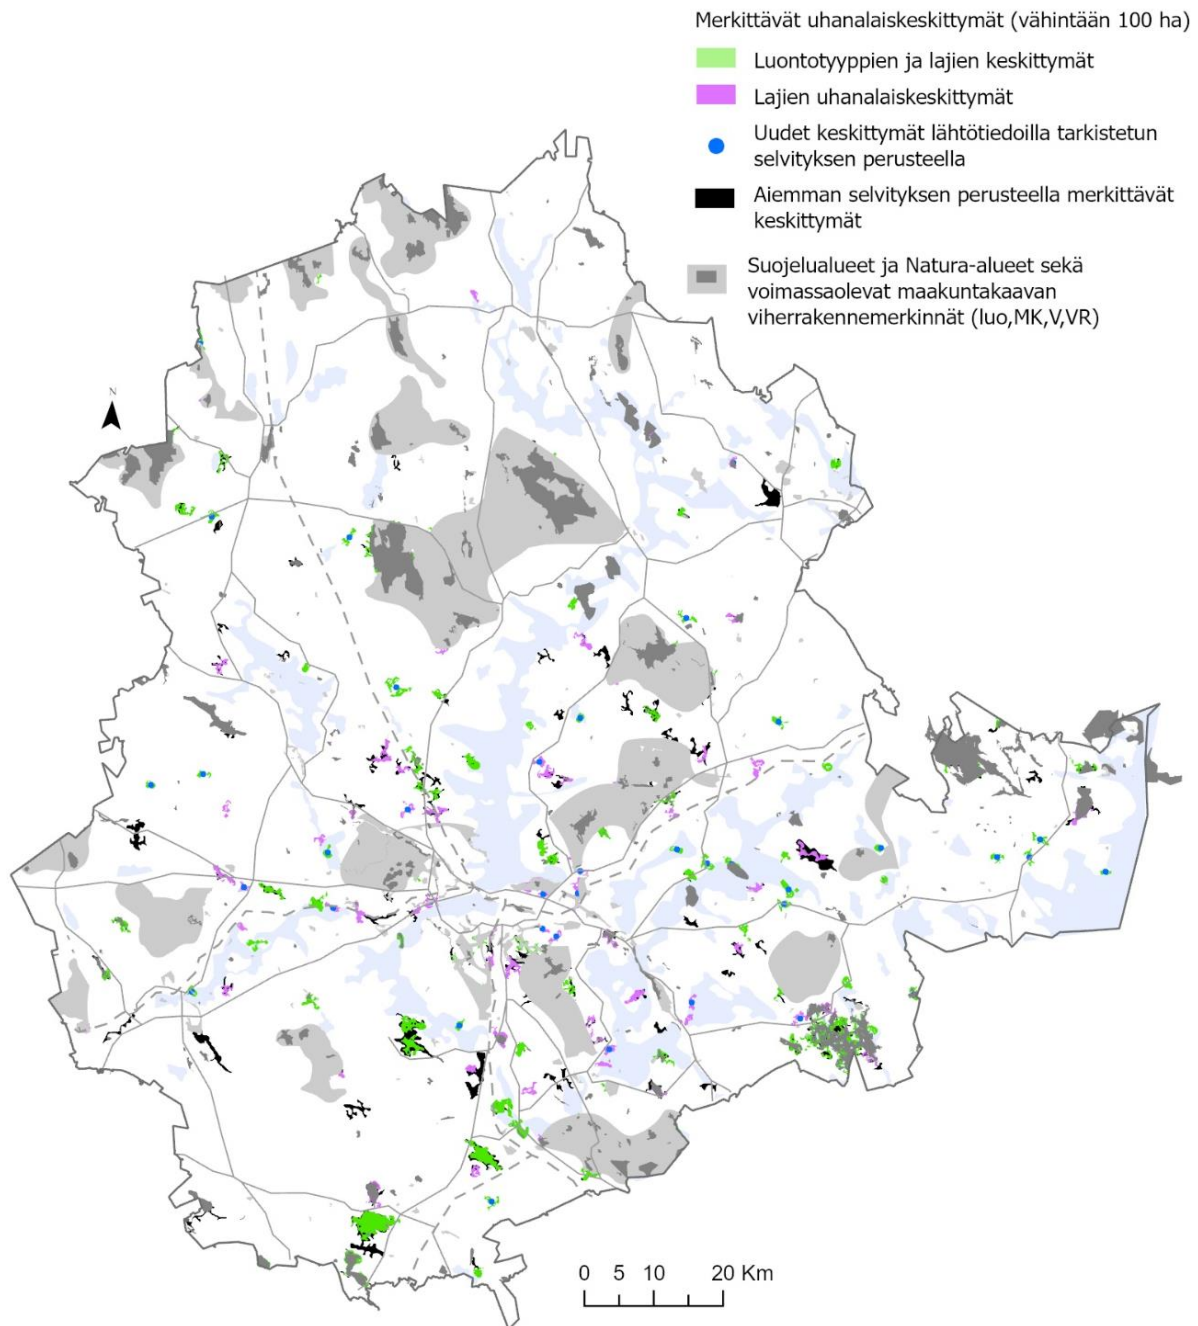 Merkittävät uhanalaiskeskittymät (vähintään 100 ha)
Luontotyyppien ja lajien keskittymät
Lajien uhanalaiskeskittymät
Uudet keskittymät lähtötiedoilla tarkistetun
selvityksen perusteella
Aiemman selvityksen perusteella merkittävät
keskittymät
Suojelualueet ja Natura-alueet sekä
voimassaolevat maakuntakaavan
viherrakennemerkinnät (luo,MK,V,VR)
N
0 5 10 20 Km